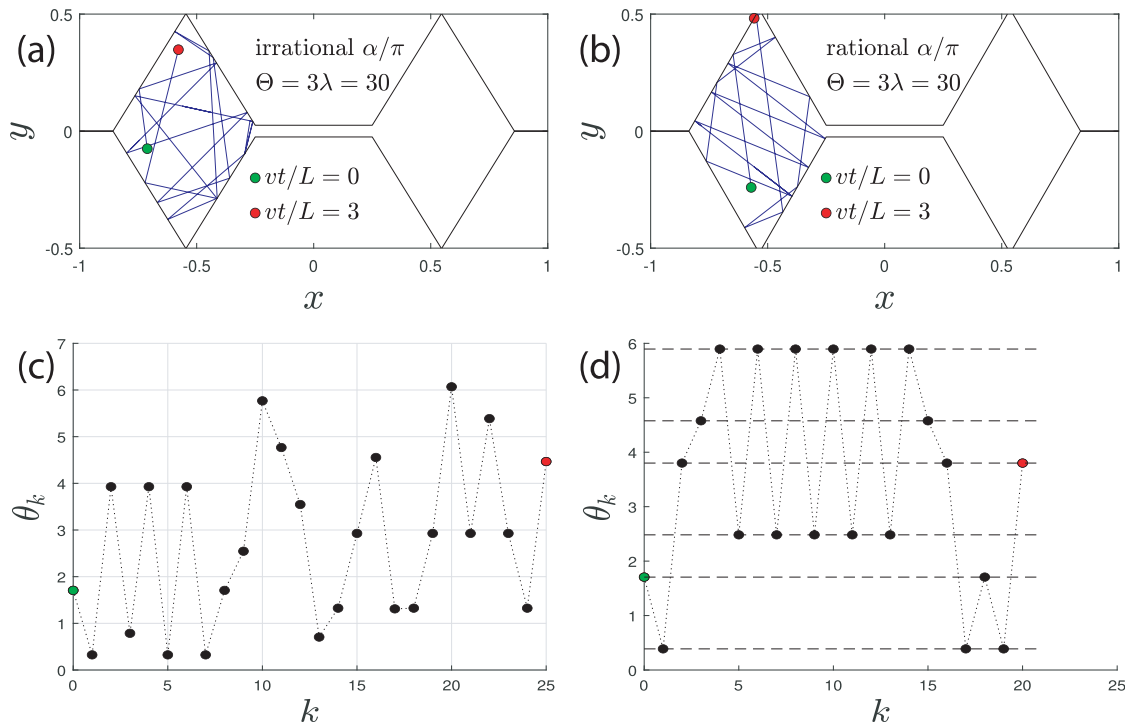 (a)
0.5
0
-0.5
y
irrational α/π
Θ = 3λ = 30
vt/L = 0
vt/L = 3
-1
-0.5
0
0.5
1
x
(b)
0.5
0
-0.5
y
rational α/π
Θ = 3λ = 30
vt/L = 0
vt/L = 3
-1
-0.5
0
0.5
1
x
(c)
7
6
5
4
3
2
1
0
θk
0
5
10
15
20
25
k
(d)
6
5
4
3
2
1
0
θk
0
5
10
15
20
25
k